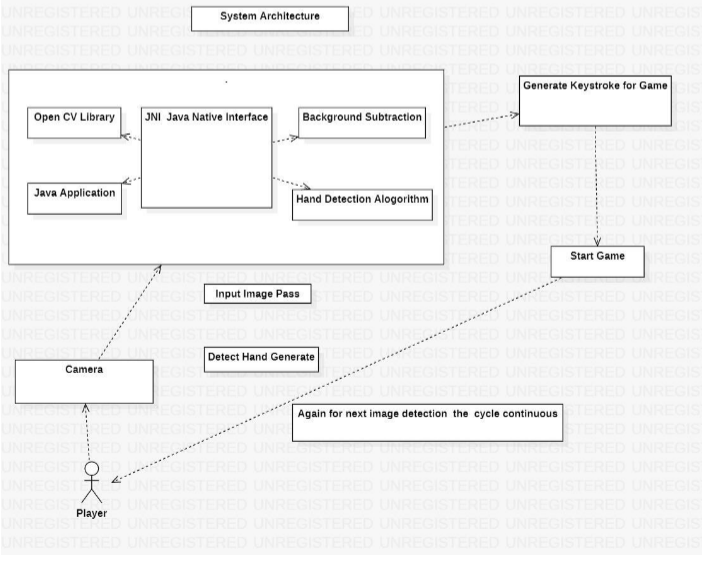 System Architecture
Open CV Library
JNI Java Native Interface
Background Subtraction
Generate Keystroke for Game
Java Application
Hand Detection Alogorithm
Start Game
Input Image Pass
Detect Hand Generate
Camera
Again for next image detection the cycle continuous
Player
UNREGISTERED